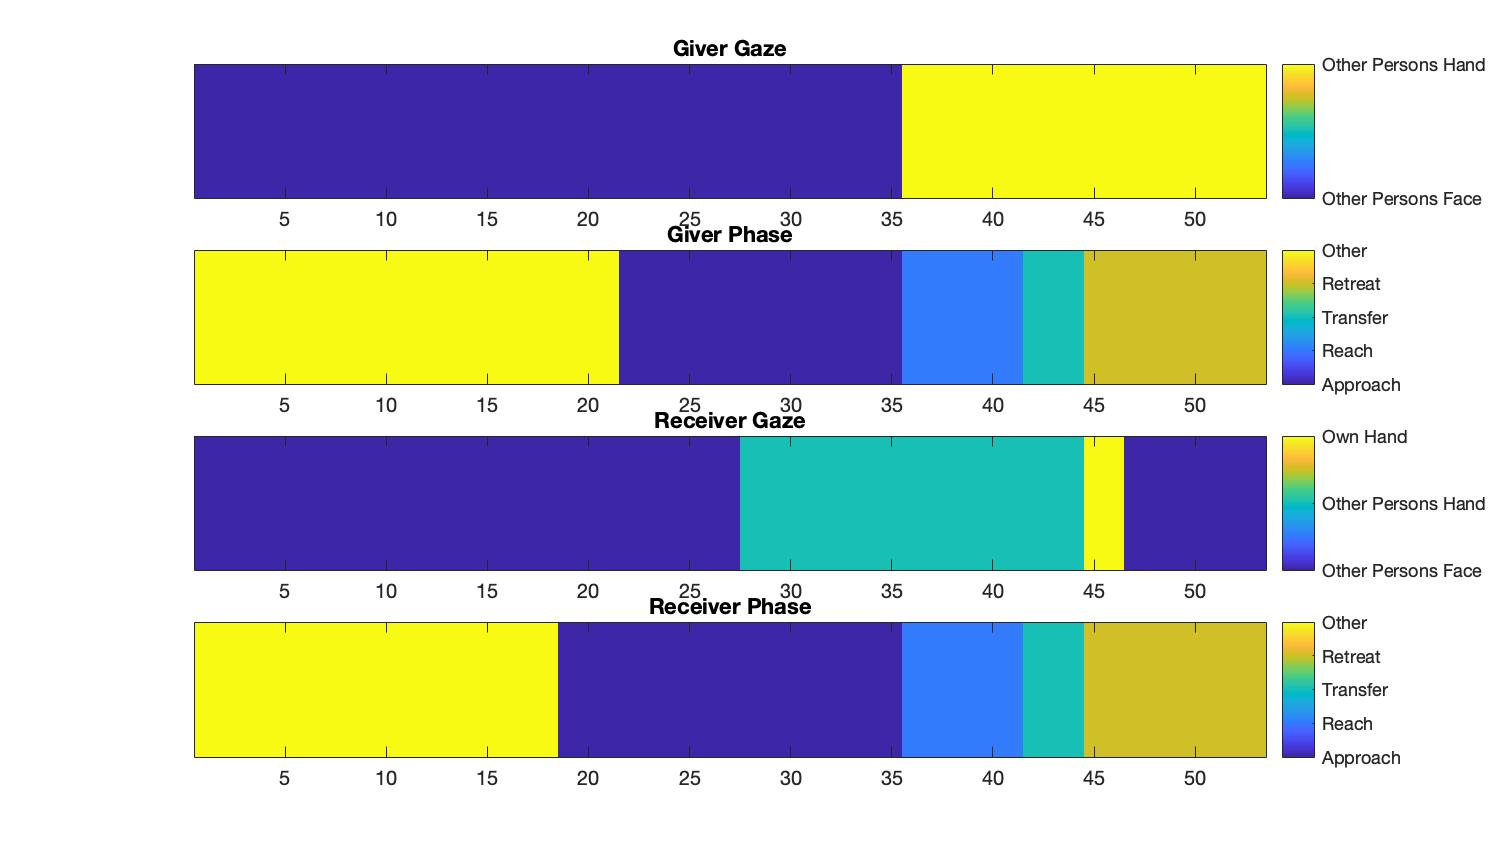 Giver Gaze
Other Persons Hand
Other Persons Face
5 10 15 20 25 30 35 40 45 50
Giver Phase
Other
Retreat
Transfer
Reach
Approach
5 10 15 20 25 30 35 40 45 50
Receiver Gaze
Own Hand
Other Persons Hand
Other Persons Face
5 10 15 20 25 30 35 40 45 50
Receiver Phase
Other
Retreat
Transfer
Reach
Approach
5 10 15 20 25 30 35 40 45 50